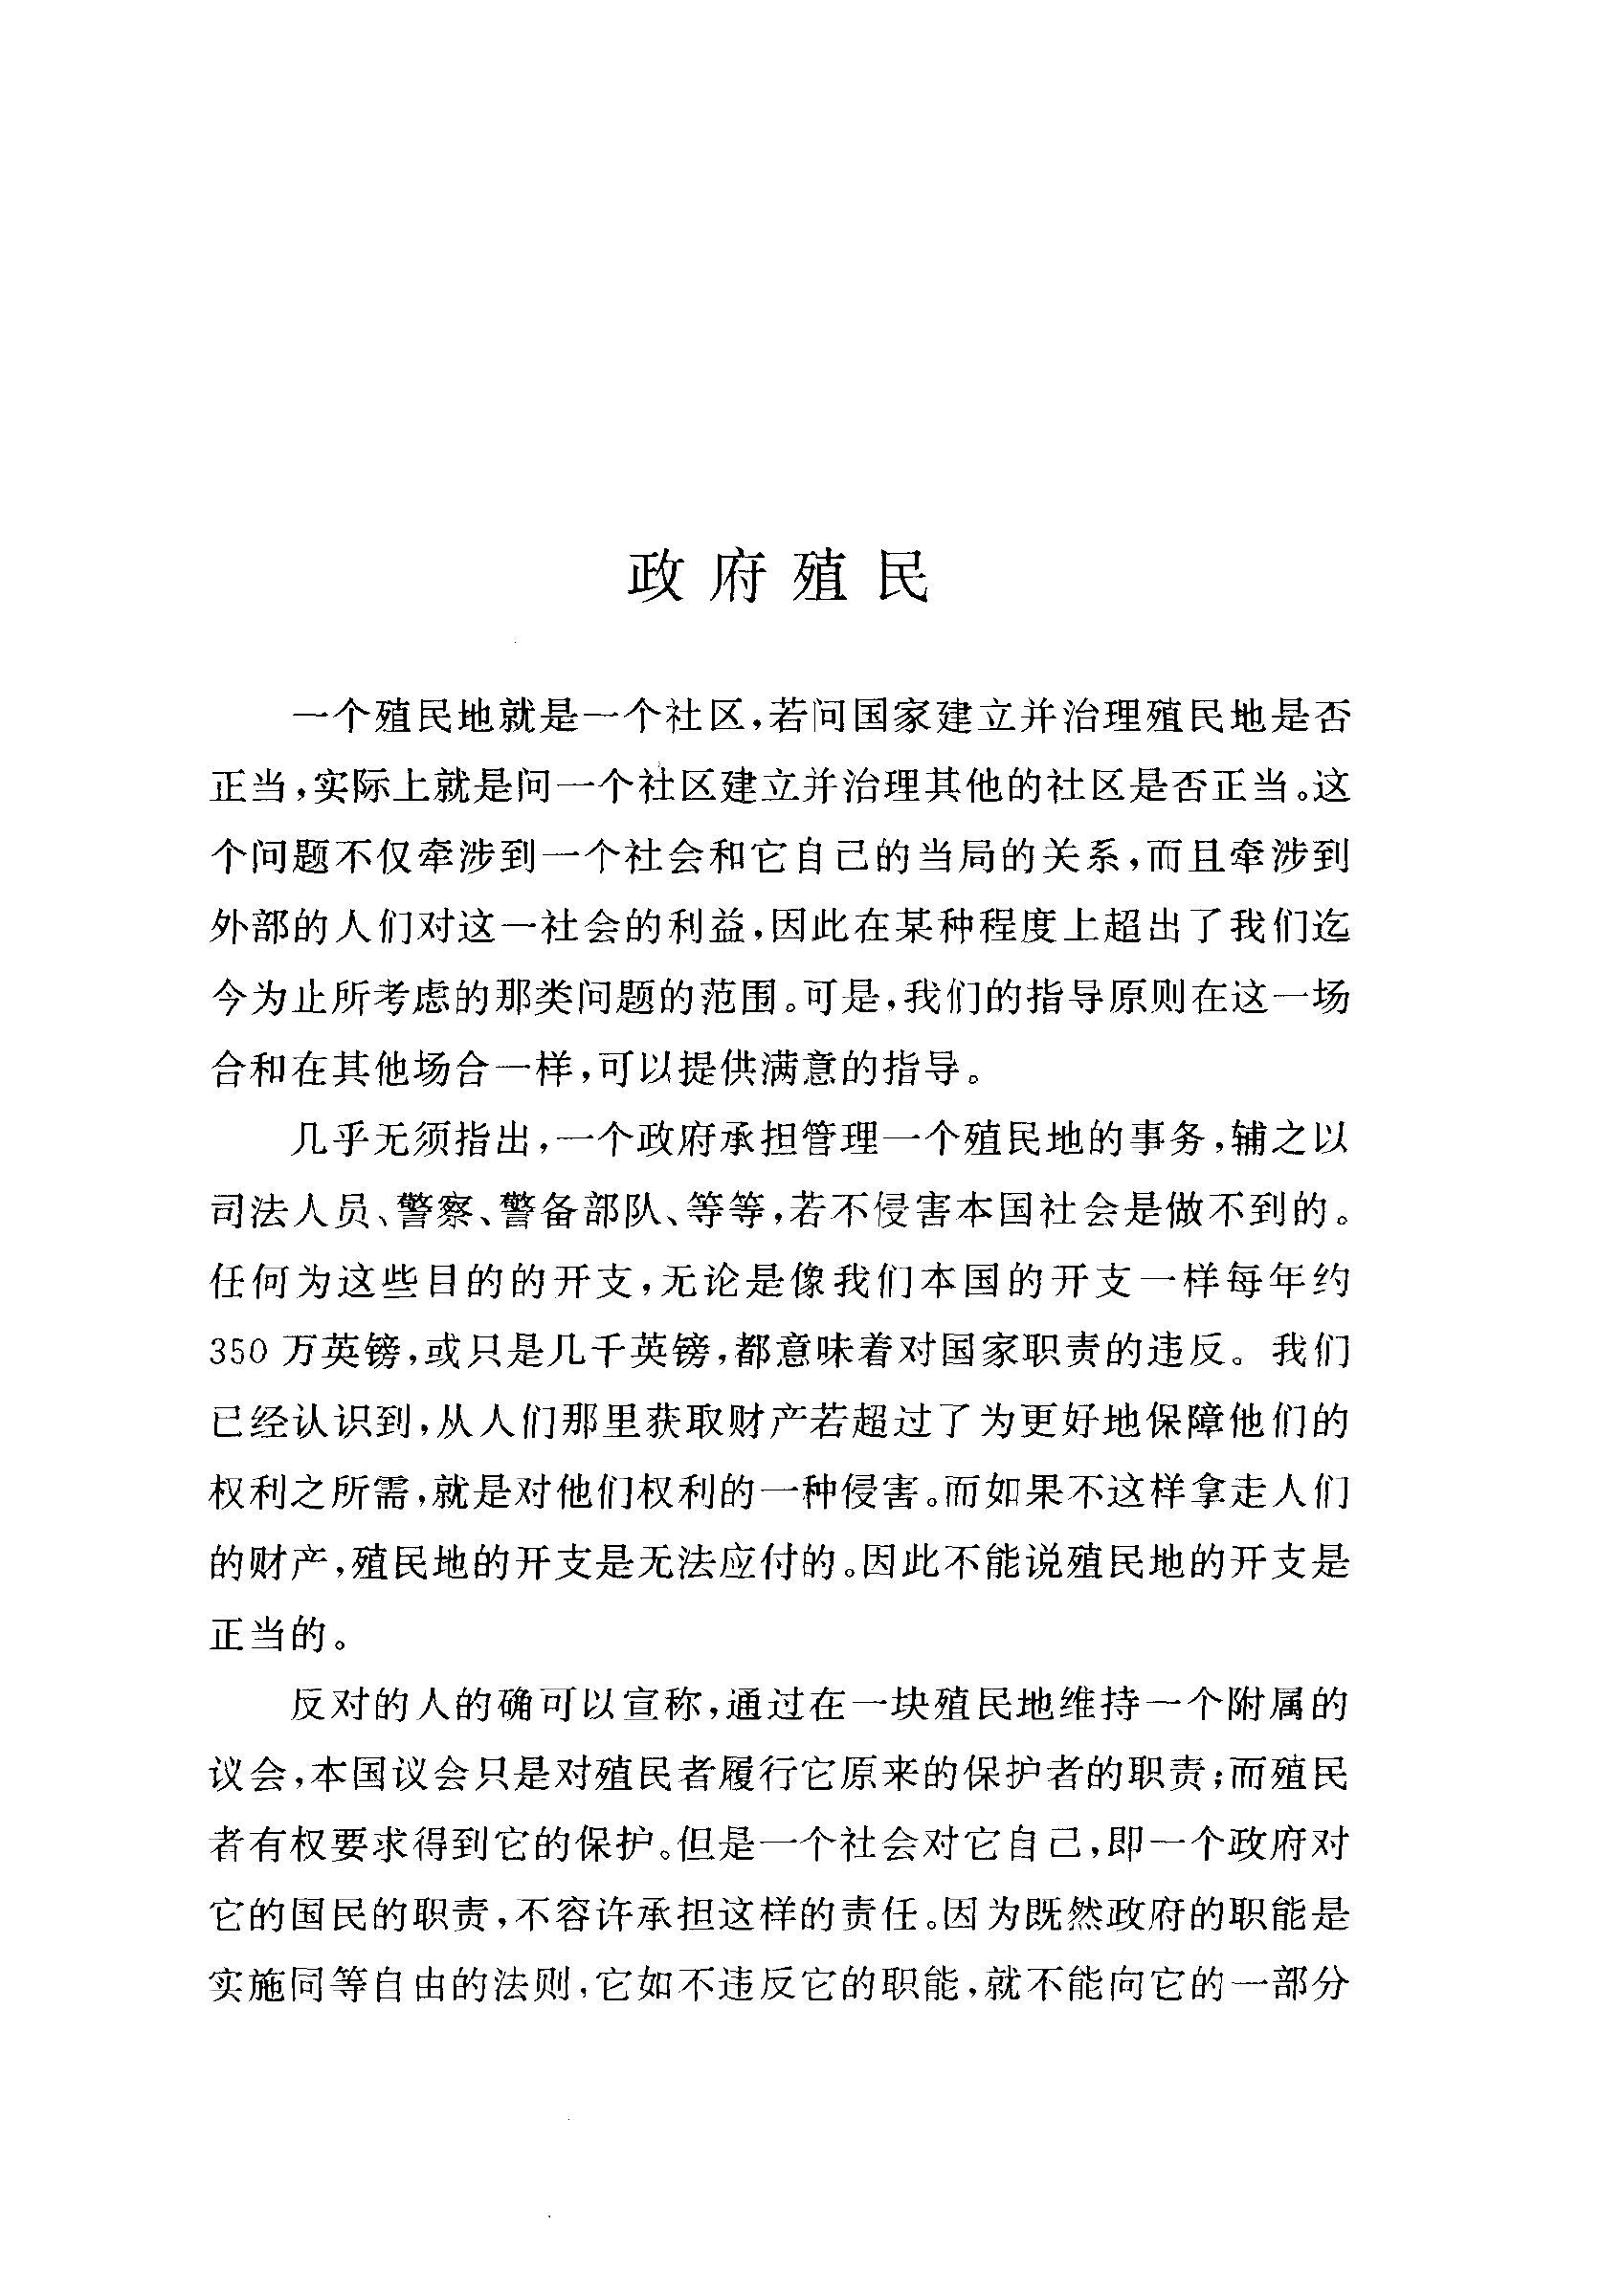 政府殖民
一个殖民地就是一个社区,若问国家建立并治理殖民地是否
正当,实际上就是问一个社区建立并治理其他的社区是否正当。这
个问题不仅牵涉到一个社会和它自己的当局的关系,而且牵涉到
外部的人们对这一社会的利益,因此在某种程度上超出了我们迄
今为止所考虑的那类问题的范围。可是,我们的指导原则在这一场
合和在其他场合一样,可以提供满意的指导。
几乎无须指出,一个政府承担管理一个殖民地的事务,辅之以
司法人员、警察、警备部队、等等,若不侵害本国社会是做不到的。
任何为这些目的的开支,无论是像我们本国的开支一样每年约
350 万英镑,或只是几千英镑,都意味着对国家职责的违反。我们
已经认识到,从人们那里获取财产若超过了为更好地保障他们的
权利之所需,就是对他们权利的一种侵害。而如果不这样拿走人们
的财产,殖民地的开支是无法应付的。因此不能说殖民地的开支是
正当的。
反对的人的确可以宣称,通过在一块殖民地维持一个附属的
议会,本国议会只是对殖民者履行它原来的保护者的职责;而殖民
者有权要求得到它的保护。但是一个社会对它自己,即一个政府对
它的国民的职责,不容许承担这样的责任。因为既然政府的职能是
实施同等自由的法则,它如不违反它的职能,就不能向它的一部分